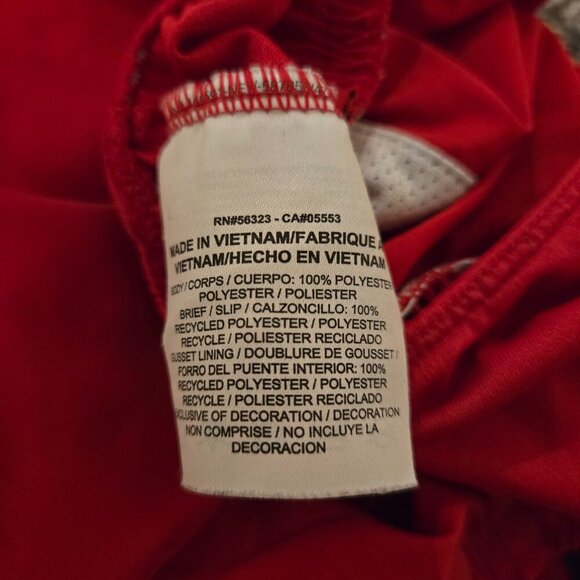 RN#56323 - CA#05553
MADE IN VIETNAM/FABRIQUE A
VIETNAM/HECHO EN VIETNAM
BODY / CORPS / CUERPO: 100% POLYESTER
POLYESTER / POLIESTER
BRIEF / SLIP / CALZONCILLO: 100%
RECYCLED POLYESTER / POLYESTER
RECYCLE / POLIESTER RECICLADO
GUSSET LINING / DOUBLURE DE GOUSSET /
FORRO DEL PUENTE INTERIOR: 100%
RECYCLED POLYESTER / POLYESTER
RECYCLE / POLIESTER RECICLADO
EXCLUSIVE OF DECORATION / DECORATION
NON COMPRISE / NO INCLUYE LA
DECORACION